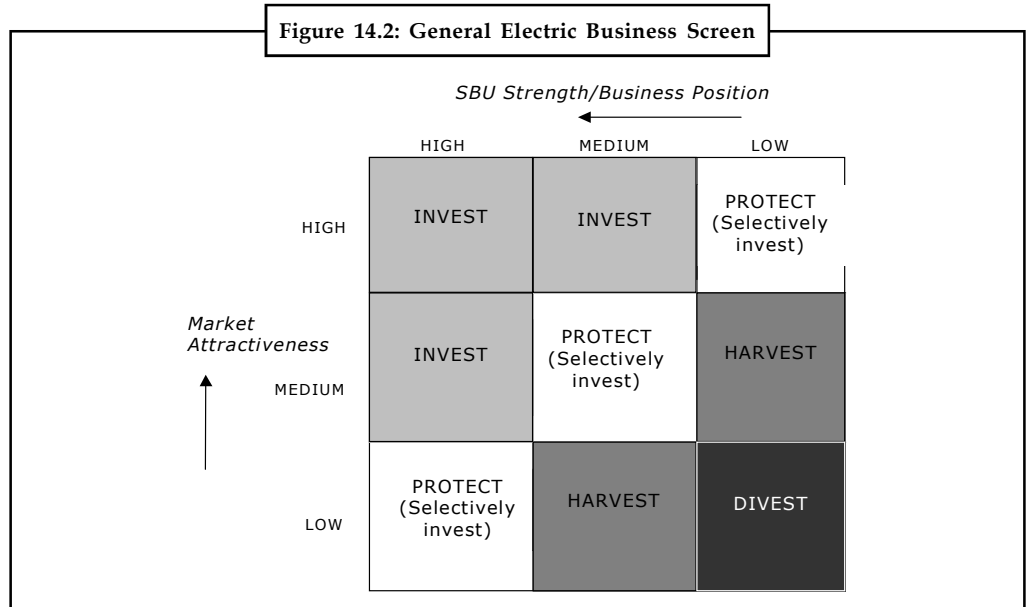 Figure 14.2: General Electric Business Screen
SBU Strength/Business Position
HIGH
MEDIUM
LOW
HIGH
INVEST
INVEST
PROTECT
(Selectively
invest)
Market
Attractiveness
MEDIUM
INVEST
PROTECT
(Selectively
invest)
HARVEST
LOW
PROTECT
(Selectively
invest)
HARVEST
DIVEST